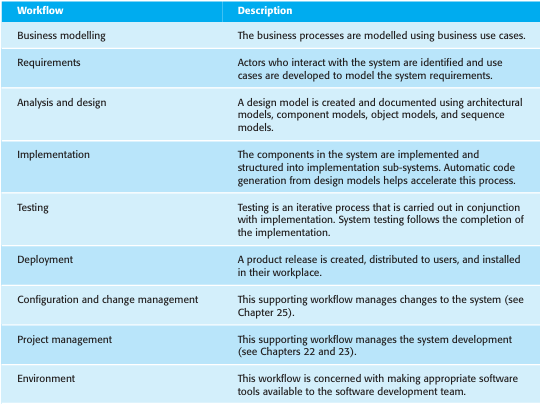 Workflow Description
Business modelling The business processes are modelled using business use cases.
Requirements Actors who interact with the system are identified and use
cases are developed to model the system requirements.
Analysis and design A design model is created and documented using architectural
models, component models, object models, and sequence
models.
Implementation The components in the system are implemented and
structured into implementation sub-systems. Automatic code
generation from design models helps accelerate this process.
Testing Testing is an iterative process that is carried out in conjunction
with implementation. System testing follows the completion of
the implementation.
Deployment A product release is created, distributed to users, and installed
in their workplace.
Configuration and change management This supporting workflow manages changes to the system (see
Chapter 25).
Project management This supporting workflow manages the system development
(see Chapters 22 and 23).
Environment This workflow is concerned with making appropriate software
tools available to the software development team.